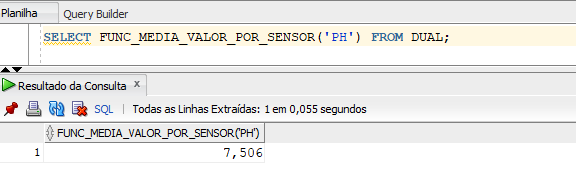 Planilha Query Builder
SELECT FUNC_MEDIA_VALOR_POR_SENSOR('PH') FROM DUAL;
Resultado da Consulta x
SQL | Todas as Linhas Extraídas: 1 em 0,055 segundos
FUNC_MEDIA_VALOR_POR_SENSOR('PH')
1 7,506